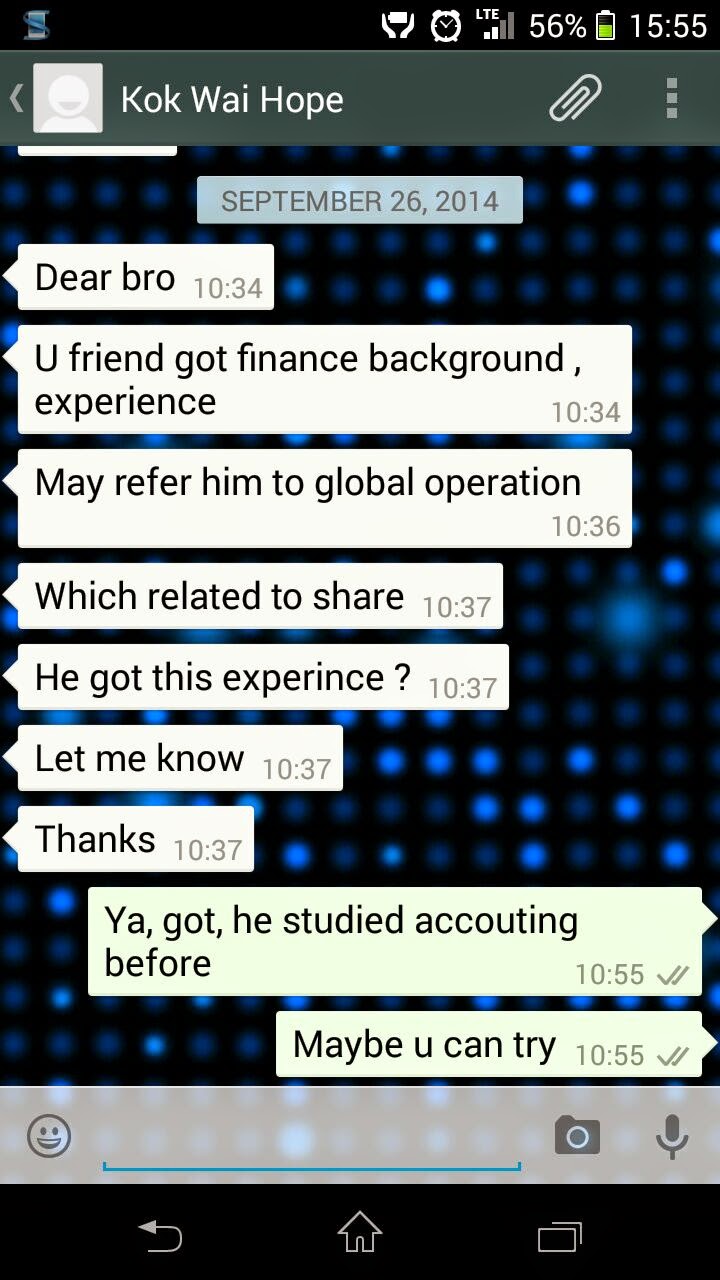 LTE 56% 15:55
Kok Wai Hope
SEPTEMBER 26, 2014
Dear bro 10:34
U friend got finance background ,
experience 10:34
May refer him to global operation
10:36
Which related to share 10:37
He got this experince ? 10:37
Let me know 10:37
Thanks 10:37
Ya, got, he studied accouting
before 10:55
Maybe u can try 10:55